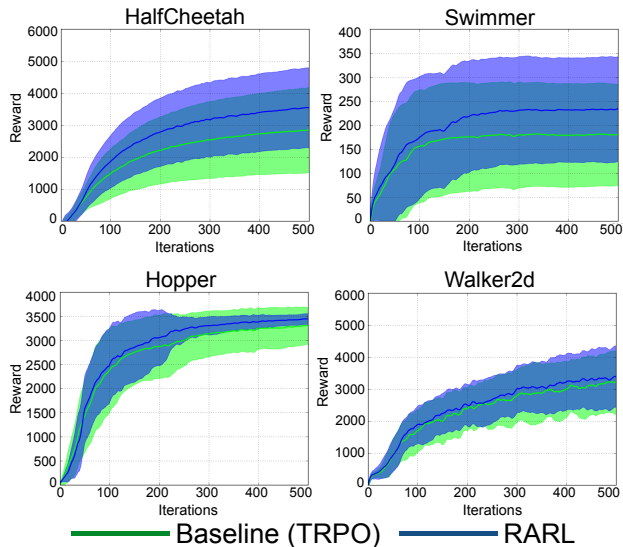 HalfCheetah
Reward
6000
5000
4000
3000
2000
1000
0
0 100 200 300 400 500
Iterations
Swimmer
Reward
400
350
300
250
200
150
100
50
0
0 100 200 300 400 500
Iterations
Hopper
Reward
4000
3500
3000
2500
2000
1500
1000
500
0
0 100 200 300 400 500
Iterations
Walker2d
Reward
6000
5000
4000
3000
2000
1000
0
0 100 200 300 400 500
Iterations
Baseline (TRPO) RARL